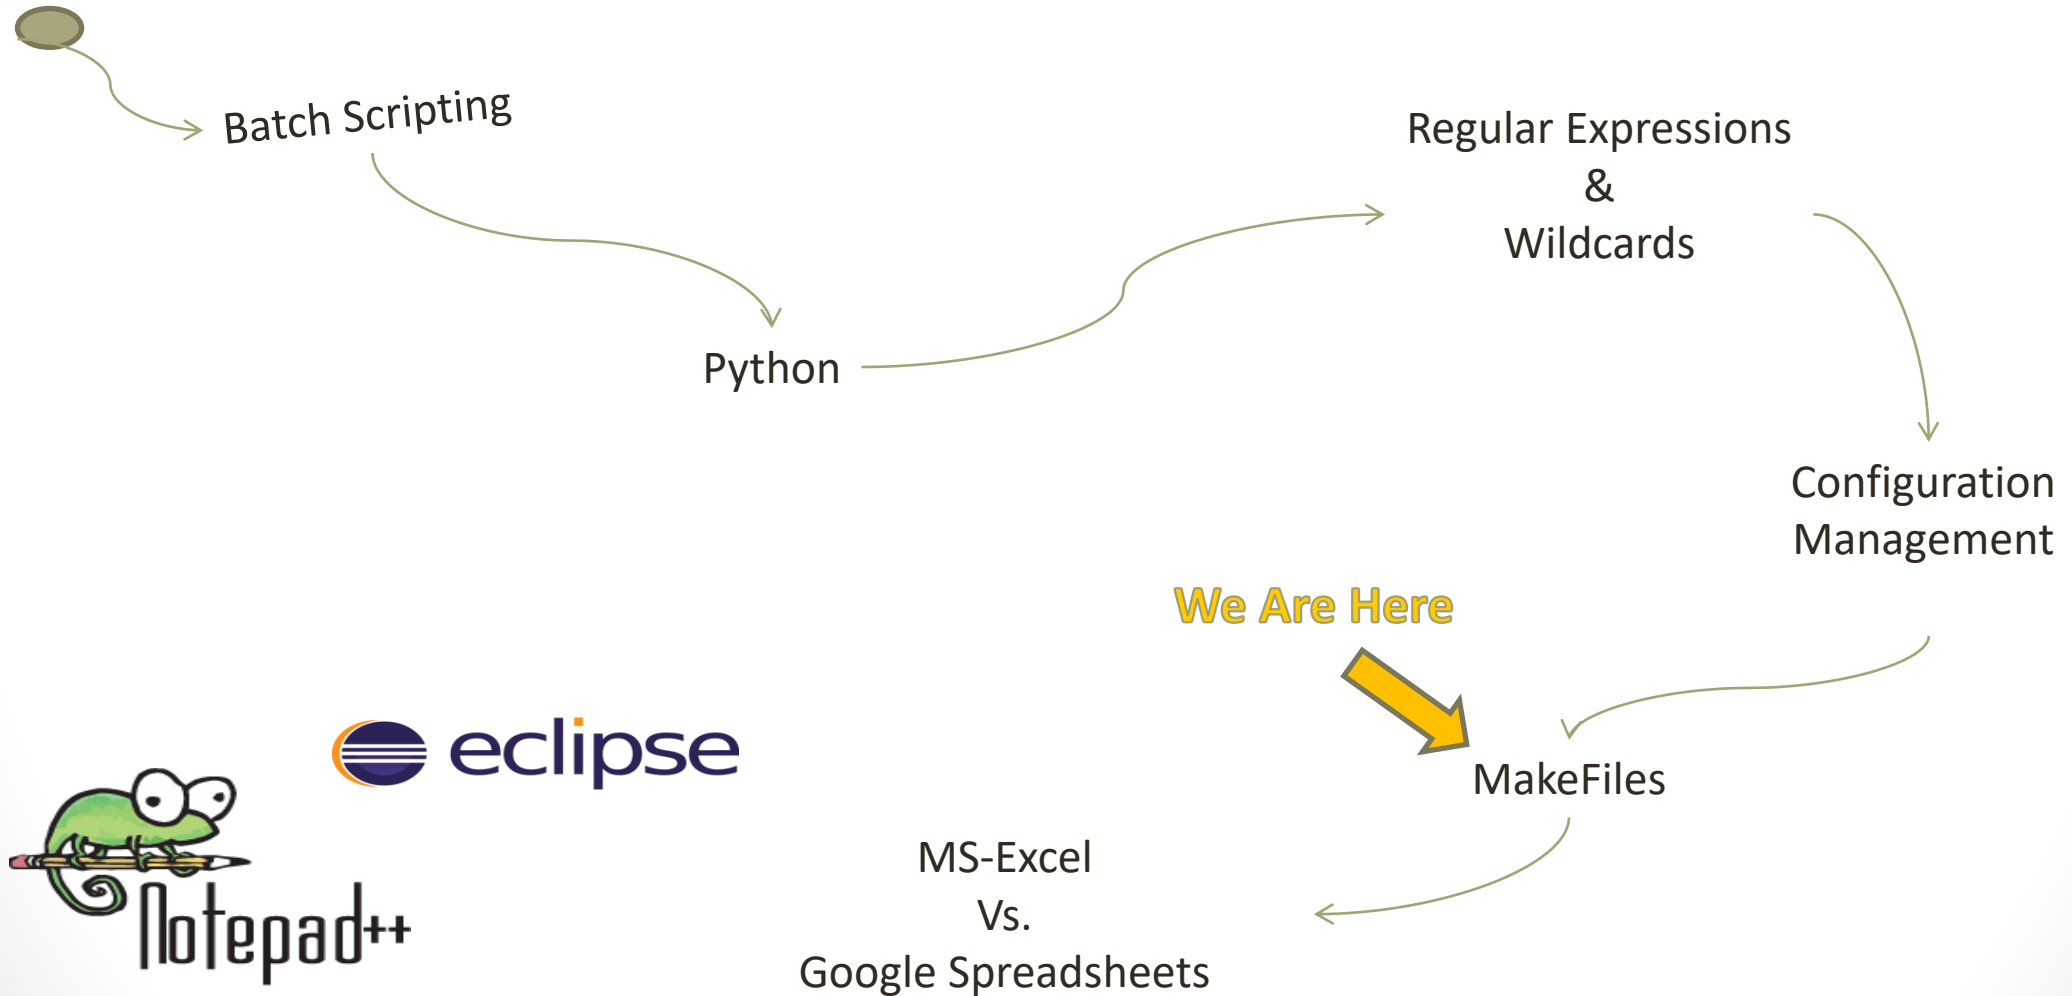 Batch Scripting
Regular Expressions
&
Wildcards
Python
Configuration
Management
We Are Here
MakeFiles
eclipse
Notepad++
MS-Excel
Vs.
Google Spreadsheets